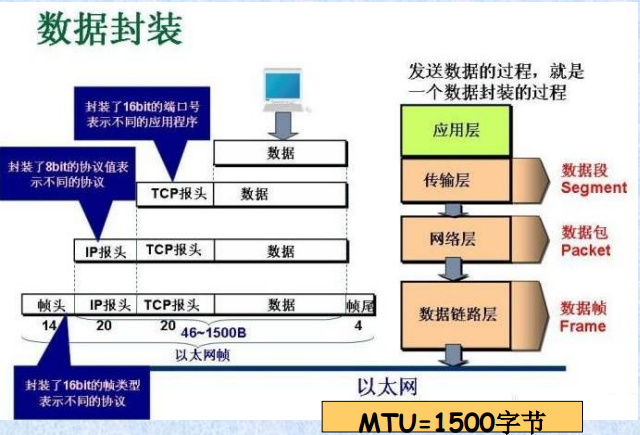 数据封装
发送数据的过程，就是
一个数据封装的过程
封装了16bit的端口号
表示不同的应用程序
数据
应用层
封装了8bit的协议值表
示不同的协议
TCP报头 数据
传输层
数据段
Segment
IP报头 TCP报头 数据
网络层
数据包
Packet
帧头 IP报头 TCP报头 数据 帧尾
14 20 20 46~1500B 4
以太网帧
数据链路层
数据帧
Frame
封装了16bit的帧类型
表示不同的协议
以太网
MTU=1500字节